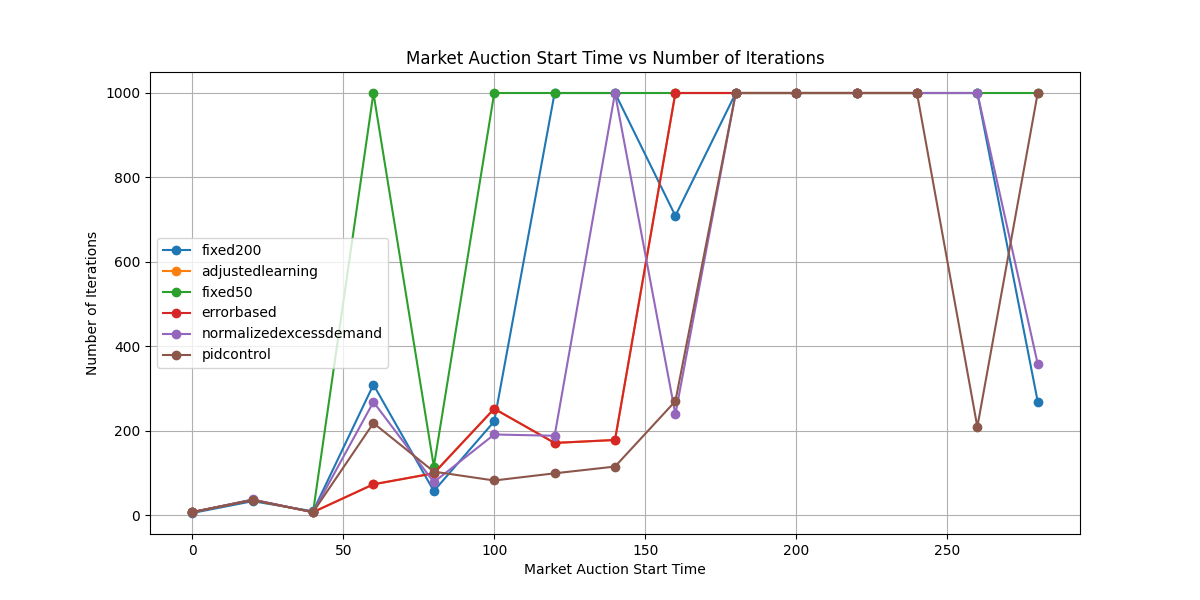 Market Auction Start Time vs Number of Iterations
Number of Iterations
1000
800
600
400
200
0
fixed200
adjustedlearning
fixed50
errorbased
normalizedexcessdemand
pidcontrol
0 50 100 150 200 250
Market Auction Start Time